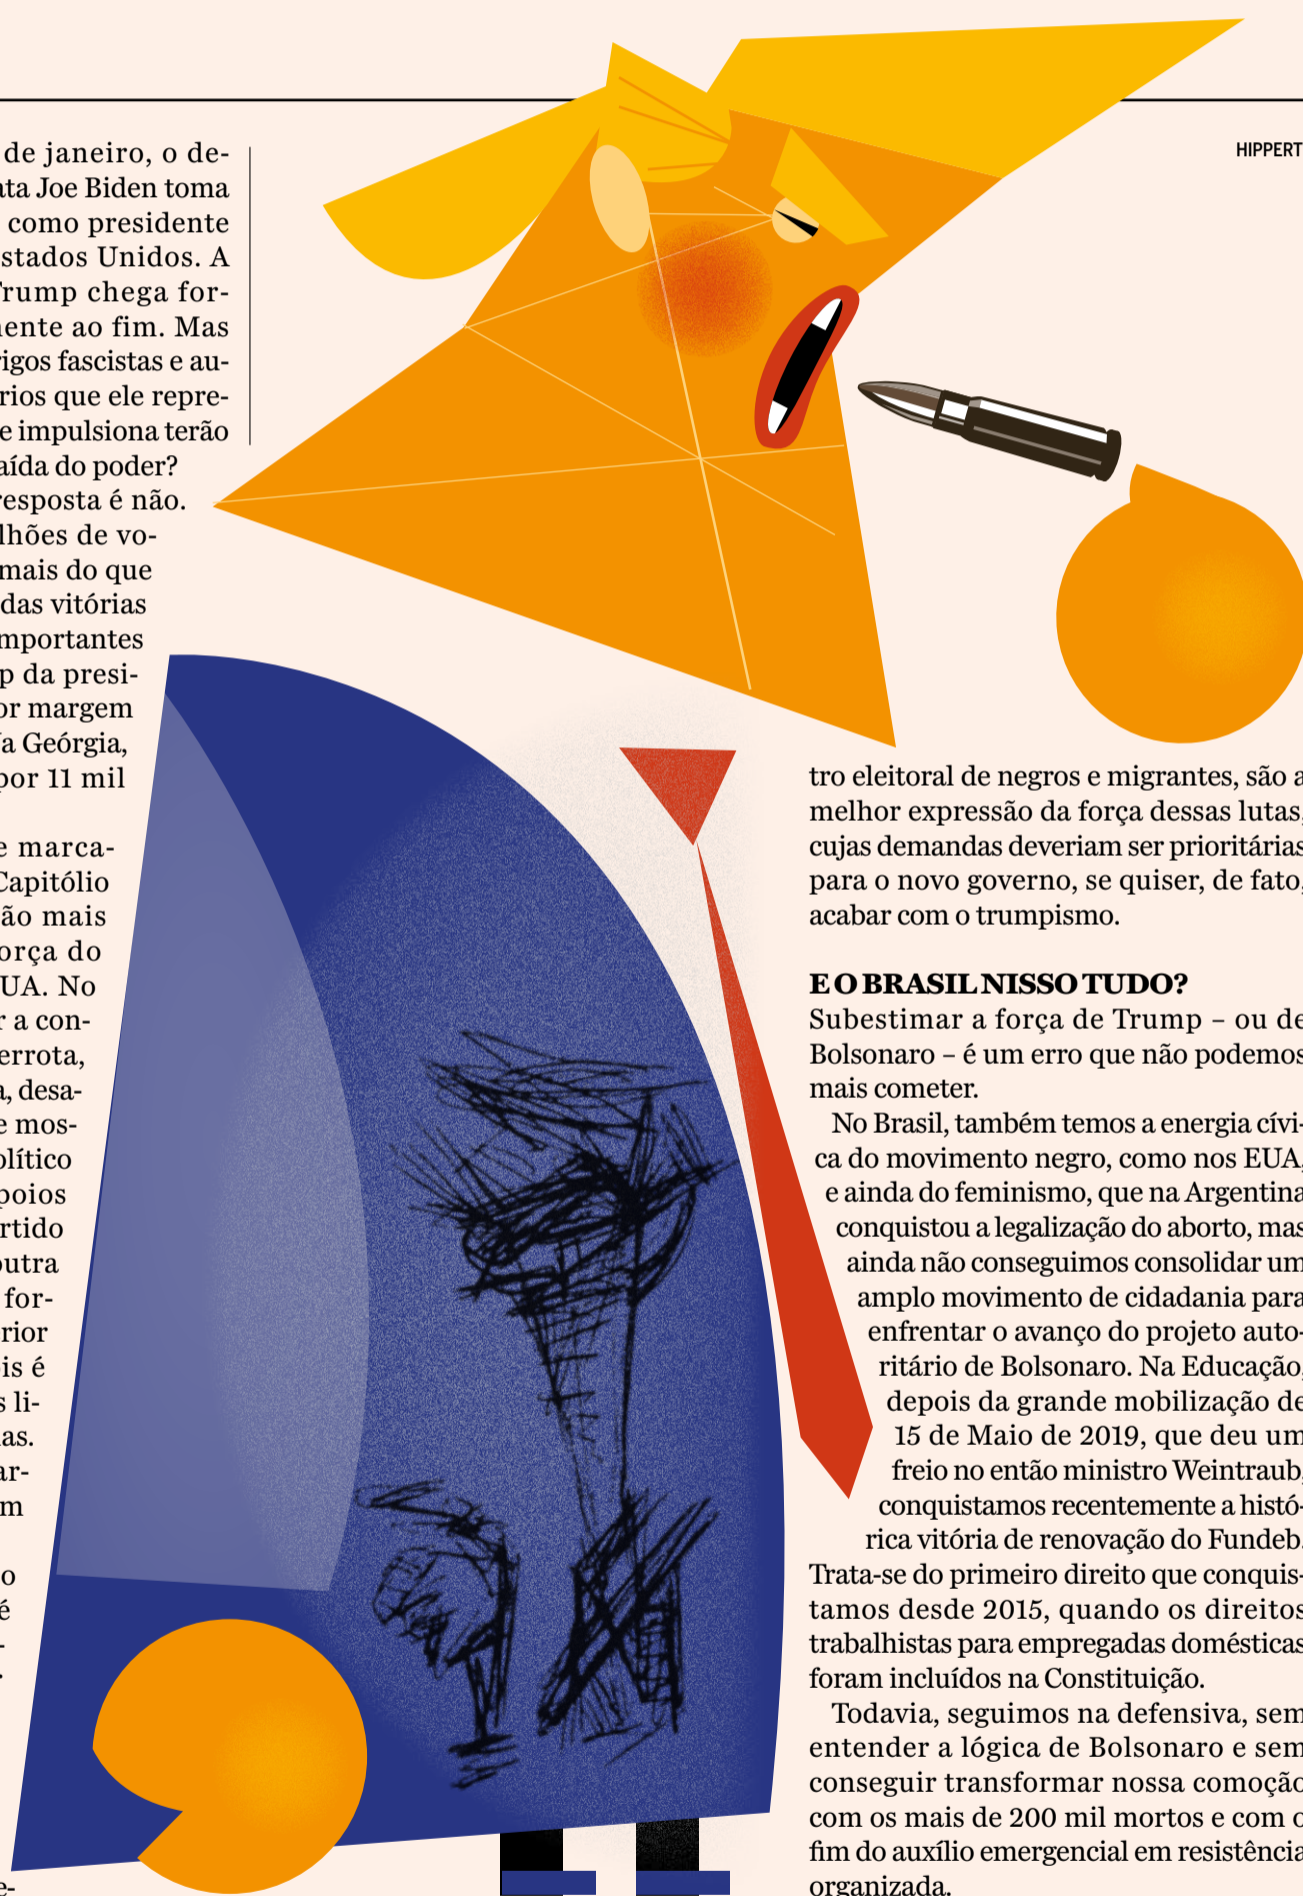 de janeiro, o de-
ata Joe Biden toma
como presidente
stados Unidos. A
Trump chega for-
mente ao fim. Mas
rigos fascistas e au-
rios que ele repre-
e impulsiona terão
aída do poder?
resposta é não.
lhões de vo-
mais do que
das vitórias
mportantes
p da presi-
or margem
Na Geórgia,
por 11 mil
e marca-
Capitólio
ão mais
orça do
EUA. No
r a con-
errota,
a, desa-
e mos-
olítico
poios
rtido
outra
for-
rior
is é
s li-
as.
ar-
m
o
é
-
.
e-
HIPPERT
tro eleitoral de negros e migrantes, são a
melhor expressão da força dessas lutas,
cujas demandas deveriam ser prioritárias
para o novo governo, se quiser, de fato,
acabar com o trumpismo.
E O BRASIL NISSO TUDO?
Subestimar a força de Trump – ou de
Bolsonaro – é um erro que não podemos
mais cometer.
No Brasil, também temos a energia cívi-
ca do movimento negro, como nos EUA,
e ainda do feminismo, que na Argentina
conquistou a legalização do aborto, mas
ainda não conseguimos consolidar um
amplo movimento de cidadania para
enfrentar o avanço do projeto auto-
ritário de Bolsonaro. Na Educação,
depois da grande mobilização de
15 de Maio de 2019, que deu um
freio no então ministro Weintraub,
conquistamos recentemente a histó-
rica vitória de renovação do Fundeb.
Trata-se do primeiro direito que conquis-
tamos desde 2015, quando os direitos
trabalhistas para empregadas domésticas
foram incluídos na Constituição.
Todavia, seguimos na defensiva, sem
entender a lógica de Bolsonaro e sem
conseguir transformar nossa comoção
com os mais de 200 mil mortos e com o
fim do auxílio emergencial em resistência
organizada.